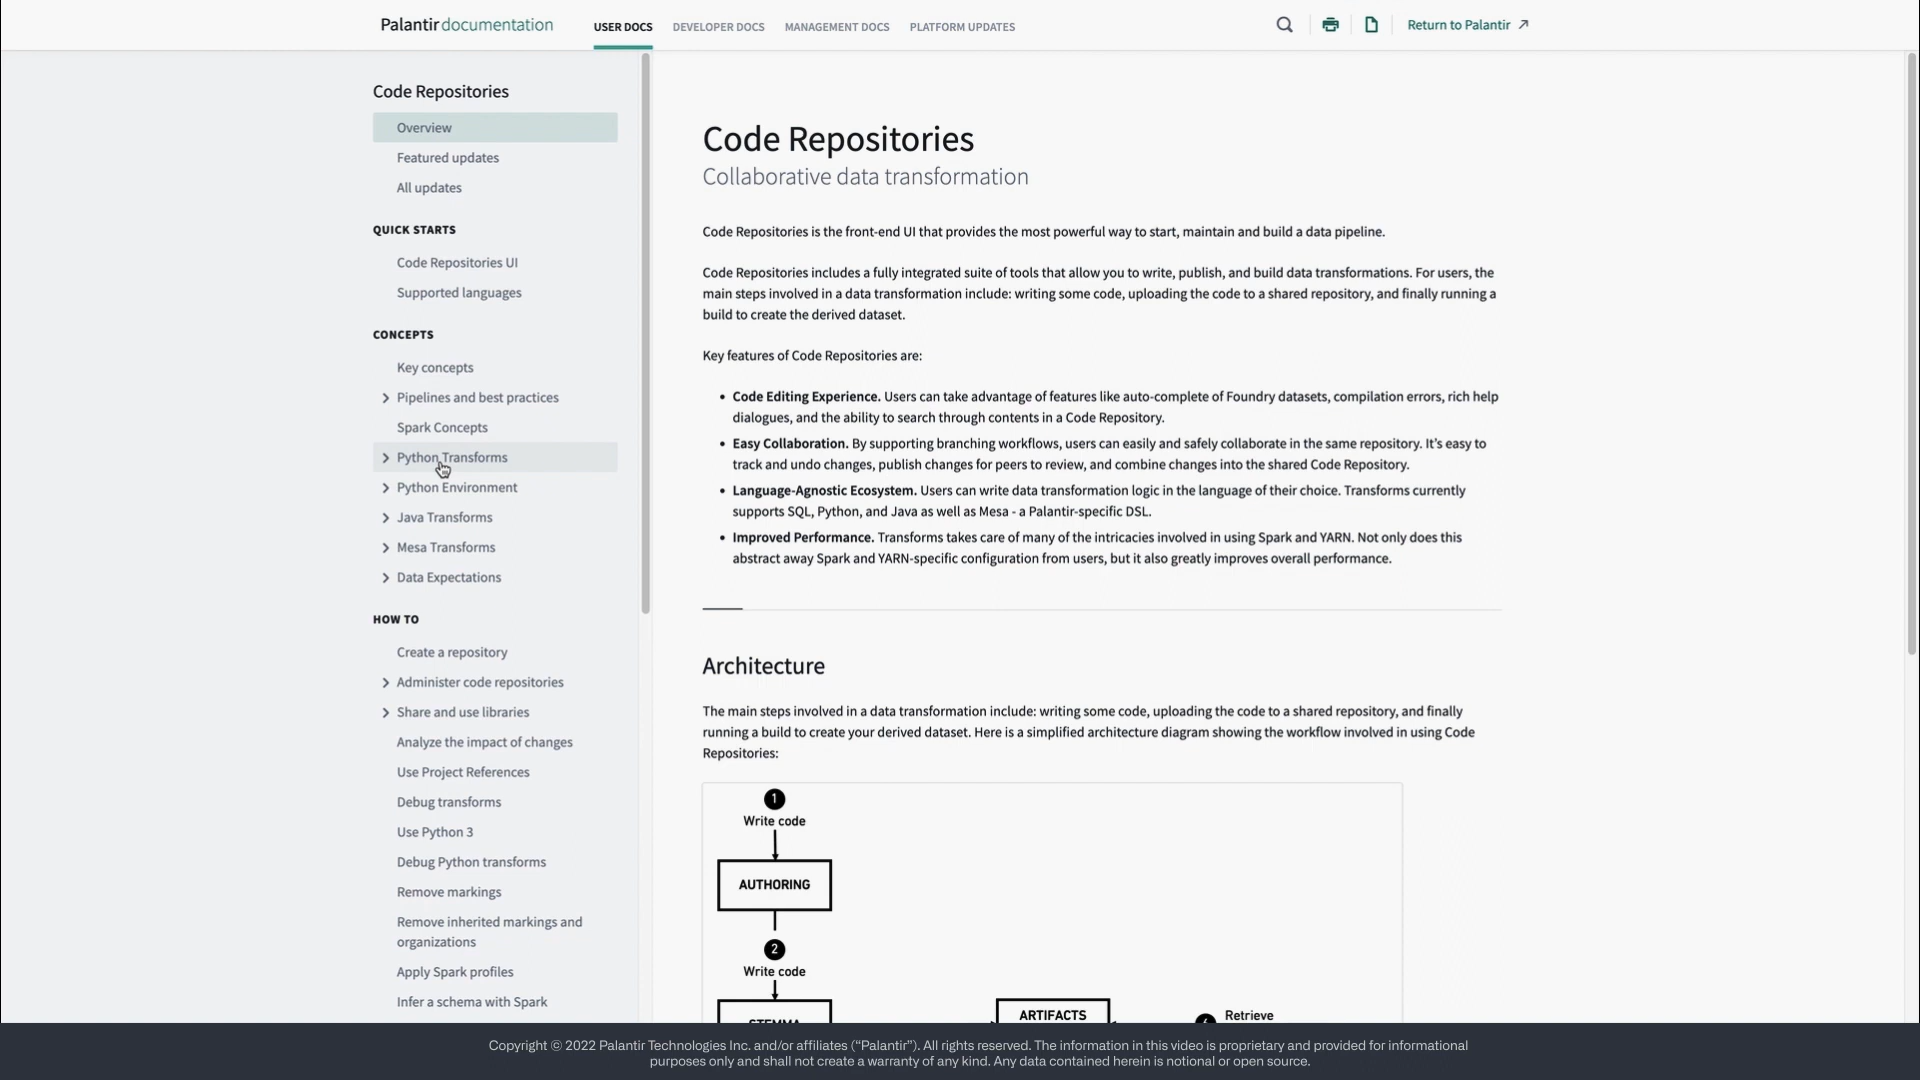 Palantir documentation
USER DOCS
DEVELOPER DOCS
MANAGEMENT DOCS
PLATFORM UPDATES
Return to Palantir
Code Repositories
Overview
Featured updates
All updates
QUICK STARTS
Code Repositories UI
Supported languages
CONCEPTS
Key concepts
Pipelines and best practices
Spark Concepts
Python Transforms
Python Environment
Java Transforms
Mesa Transforms
Data Expectations
HOW TO
Create a repository
Administer code repositories
Share and use libraries
Analyze the impact of changes
Use Project References
Debug transforms
Use Python 3
Debug Python transforms
Remove markings
Remove inherited markings and
organizations
Apply Spark profiles
Infer a schema with Spark
Code Repositories
Collaborative data transformation
Code Repositories is the front-end UI that provides the most powerful way to start, maintain and build a data pipeline.
Code Repositories includes a fully integrated suite of tools that allow you to write, publish, and build data transformations. For users, the
main steps involved in a data transformation include: writing some code, uploading the code to a shared repository, and finally running a
build to create the derived dataset.
Key features of Code Repositories are:
• Code Editing Experience. Users can take advantage of features like auto-complete of Foundry datasets, compilation errors, rich help
dialogues, and the ability to search through contents in a Code Repository.
• Easy Collaboration. By supporting branching workflows, users can easily and safely collaborate in the same repository. It's easy to
track and undo changes, publish changes for peers to review, and combine changes into the shared Code Repository.
• Language-Agnostic Ecosystem. Users can write data transformation logic in the language of their choice. Transforms currently
supports SQL, Python, and Java as well as Mesa - a Palantir-specific DSL.
• Improved Performance. Transforms takes care of many of the intricacies involved in using Spark and YARN. Not only does this
abstract away Spark and YARN-specific configuration from users, but it also greatly improves overall performance.
Architecture
The main steps involved in a data transformation include: writing some code, uploading the code to a shared repository, and finally
running a build to create your derived dataset. Here is a simplified architecture diagram showing the workflow involved in using Code
Repositories:
1
Write code
AUTHORING
2
Write code
STEMMA
ARTIFACTS
Retrieve
Copyright © 2022 Palantir Technologies Inc. and/or affiliates (“Palantir”). All rights reserved. The information in this video is proprietary and provided for informational
purposes only and shall not create a warranty of any kind. Any data contained herein is notional or open source.